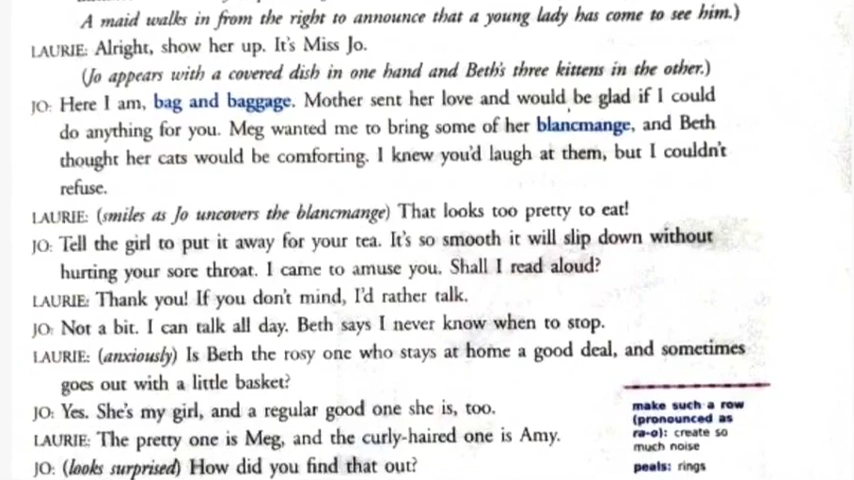 A maid walks in from the right to announce that a young lady has come to see him.)
LAURIE: Alright, show her up. It's Miss Jo.
(Jo appears with a covered dish in one hand and Beth's three kittens in the other.)
JO: Here I am, bag and baggage. Mother sent her love and would be glad if I could
do anything for you. Meg wanted me to bring some of her blancmange, and Beth
thought her cats would be comforting. I knew you'd laugh at them, but I couldn't
refuse.
LAURIE: (smiles as Jo uncovers the blancmange) That looks too pretty to eat!
JO: Tell the girl to put it away for your tea. It's so smooth it will slip down without
hurting your sore throat. I came to amuse you. Shall I read aloud?
LAURIE: Thank you! If you don't mind, I'd rather talk.
JO: Not a bit. I can talk all day. Beth says I never know when to stop.
LAURIE: (anxiously) Is Beth the rosy one who stays at home a good deal, and sometimes
goes out with a little basket?
JO: Yes. She's my girl, and a regular good one she is, too.
LAURIE: The pretty one is Meg, and the curly-haired one is Amy.
JO: (looks surprised) How did you find that out?
make such a row
(pronounced as
ra-o): create so
much noise
peals: rings